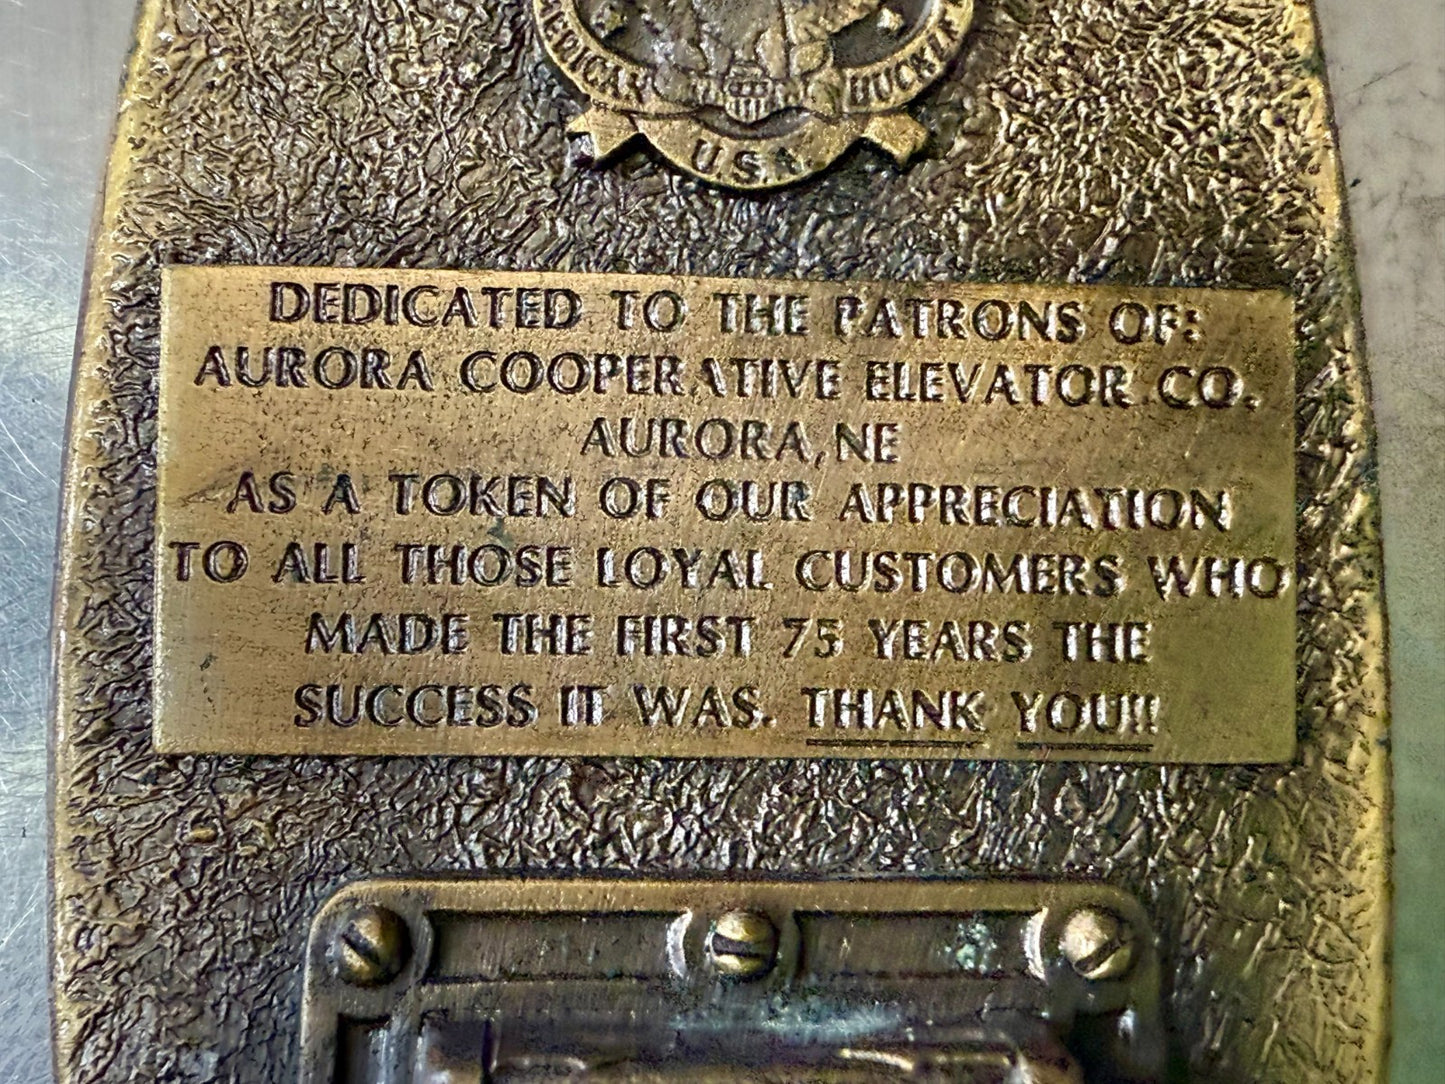 U.S.A.
DEDICATED TO THE PATRONS OF:
AURORA COOPERATIVE ELEVATOR CO.
AURORA, NE
AS A TOKEN OF OUR APPRECIATION
TO ALL THOSE LOYAL CUSTOMERS WHO
MADE THE FIRST 75 YEARS THE
SUCCESS IT WAS. THANK YOU!!